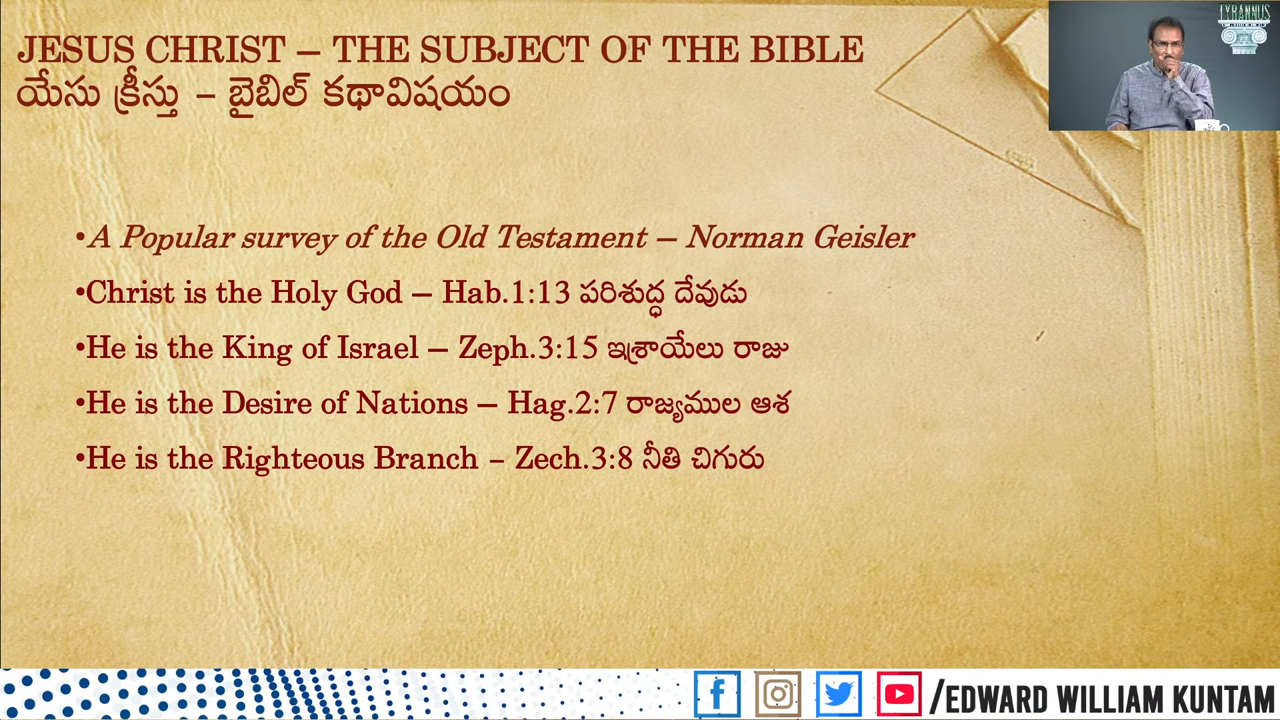 JESUS CHRIST – THE SUBJECT OF THE BIBLE
యేసు క్రీస్తు – బైబిల్ కథావిషయం
TYRANNUS
•A Popular survey of the Old Testament – Norman Geisler
•Christ is the Holy God – Hab.1:13 పరిశుద్ధ దేవుడు
•He is the King of Israel – Zeph.3:15 ఇశ్రాయేలు రాజు
•He is the Desire of Nations – Hag.2:7 రాజ్యముల ఆశ
•He is the Righteous Branch – Zech.3:8 నీతి చిగురు
/EDWARD WILLIAM KUNTAM